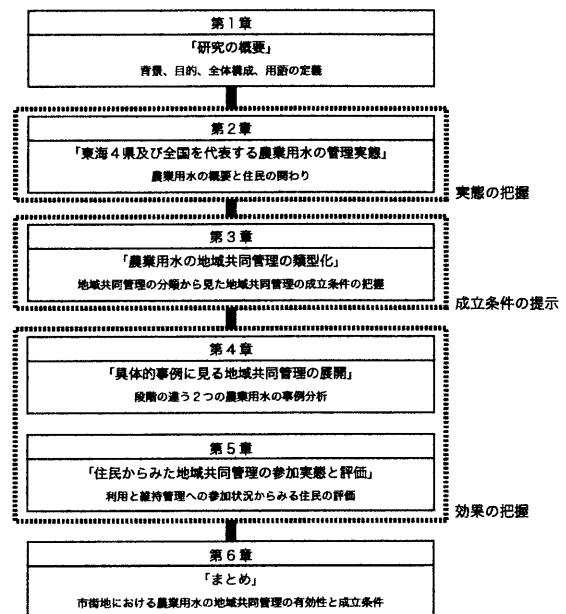 第1章
「研究の概要」
背景、目的、全体構成、用語の定義
第2章
「東海4県及び全国を代表する農業用水の管理実態」
農業用水の概要と住民の関わり
実態の把握
第3章
「農業用水の地域共同管理の類型化」
地域共同管理の分類から見た地域共同管理の成立条件の把握
成立条件の提示
第4章
「具体的事例に見る地域共同管理の展開」
段階の違う2つの農業用水の事例分析
第5章
「住民からみた地域共同管理の参加実態と評価」
利用と維持管理への参加状況からみる住民の評価
効果の把握
第6章
「まとめ」
市街地における農業用水の地域共同管理の有効性と成立条件